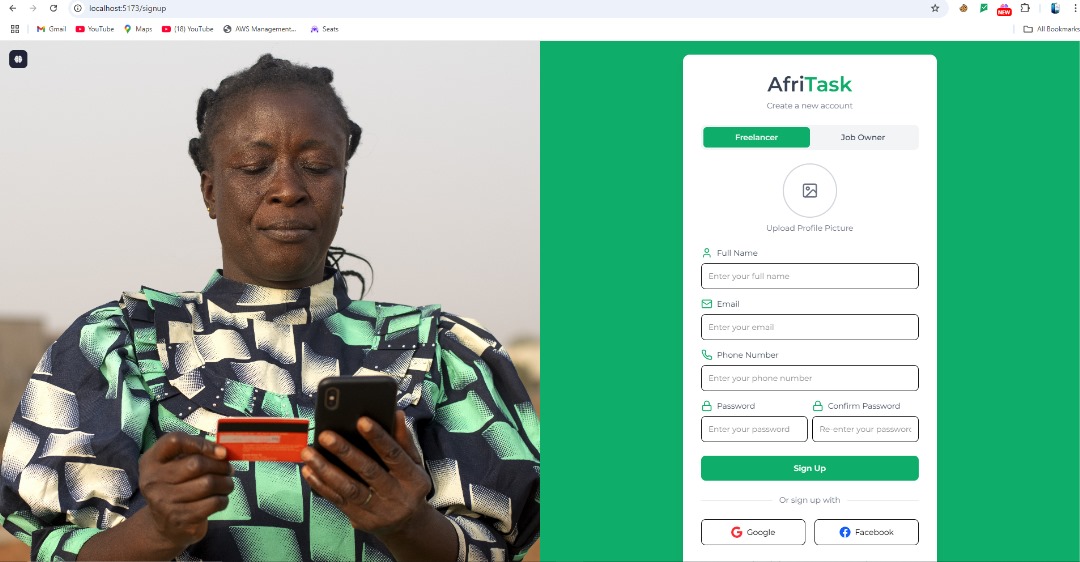 localhost:5173/signup
NEW
Gmail
YouTube
Maps
(18) YouTube
AWS Management...
Seats
All Bookmarks
AfriTask
Create a new account
Freelancer
Job Owner
Upload Profile Picture
Full Name
Enter your full name
Email
Enter your email
Phone Number
Enter your phone number
Password
Confirm Password
Enter your password
Re-enter your passworc
Sign Up
Or sign up with
Google
Facebook